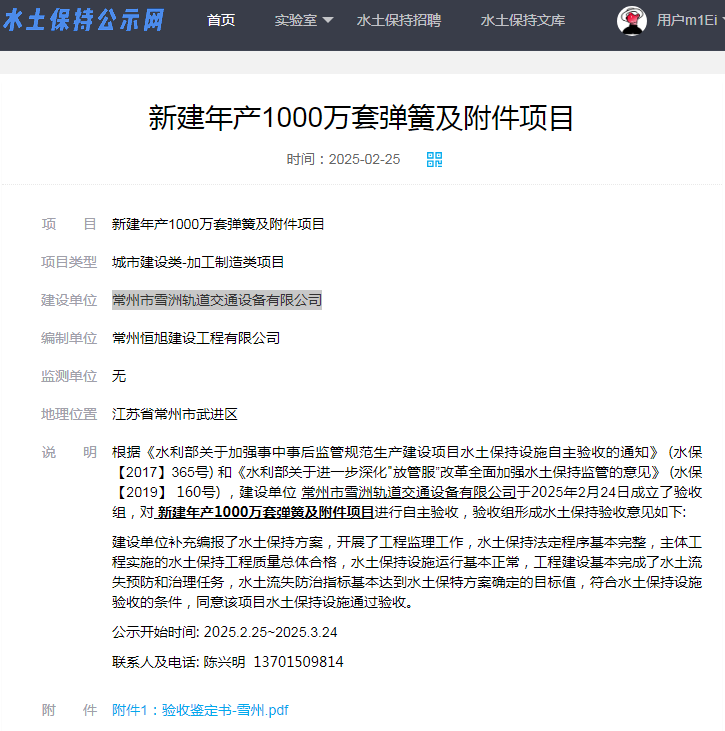 水土保持公示网 首页 实验室 水土保持招聘 水土保持文库 用户m1Ei
新建年产1000万套弹簧及附件项目
时间：2025-02-25
项 目 新建年产1000万套弹簧及附件项目
项目类型 城市建设类-加工制造类项目
建设单位 常州市雪洲轨道交通设备有限公司
编制单位 常州恒旭建设工程有限公司
监测单位 无
地理位置 江苏省常州市武进区
说 明 根据《水利部关于加强事中事后监管规范生产建设项目水土保持设施自主验收的通知》 (水保
【2017】365号) 和《水利部关于进一步深化"放管服"改革全面加强水土保持监管的意见》 (水保
【2019】 160号) ，建设单位 常州市雪洲轨道交通设备有限公司于2025年2月24日成立了验收
组，对 新建年产1000万套弹簧及附件项目进行自主验收，验收组形成水土保持验收意见如下:
建设单位补充编报了水土保持方案，开展了工程监理工作，水土保持法定程序基本完整，主体工
程实施的水土保持工程质量总体合格，水土保持设施运行基本正常，工程建设基本完成了水土流
失预防和治理任务，水土流失防治指标基本达到水土保特方案确定的目标值，符合水土保持设施
验收的条件，同意该项目水土保持设施通过验收。
公示开始时间: 2025.2.25~2025.3.24
联系人及电话: 陈兴明 13701509814
附 件 附件1：验收鉴定书-雪州.pdf